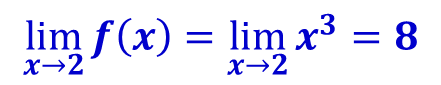 lim f(x) = lim x³ = 8
x→2 x→2